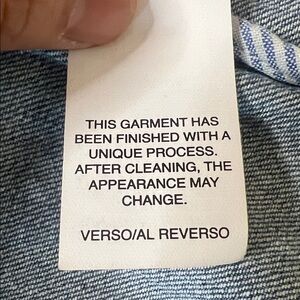 THIS GARMENT HAS
BEEN FINISHED WITH A
UNIQUE PROCESS.
AFTER CLEANING, THE
APPEARANCE MAY
CHANGE.
VERSO/AL REVERSO